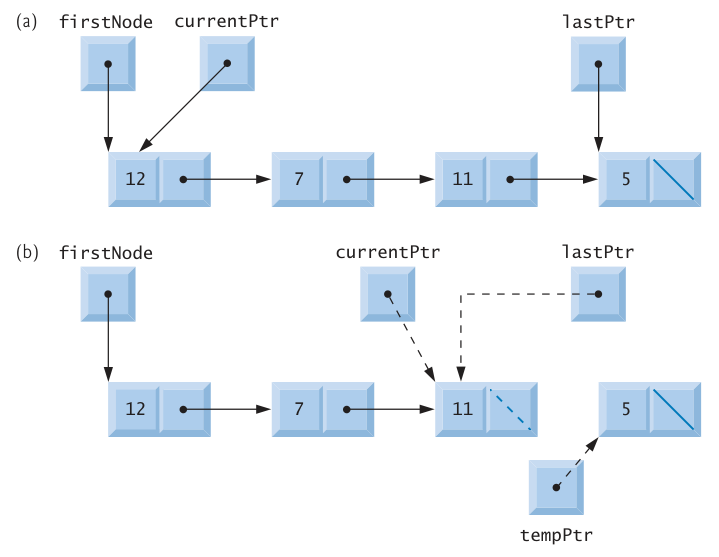 (a) firstNode currentPtr lastPtr
12 7 11 5
(b) firstNode currentPtr lastPtr
12 7 11 5
tempPtr